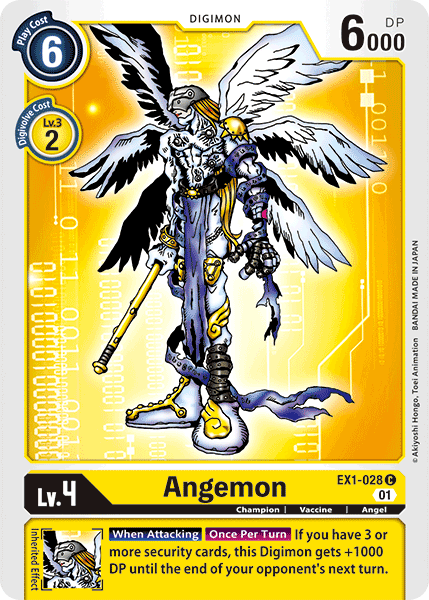 Play Cost
6
DIGIMON
DP
6000
Digivolve Cost
Lv.3
2
© Akiyoshi Hongo, Toei Animation BANDAI MADE IN JAPAN
Lv.4
Angemon
EX1-028 C
01
Champion | Vaccine | Angel
Inherited Effect
When Attacking Once Per Turn If you have 3 or
more security cards, this Digimon gets +1000
DP until the end of your opponent's next turn.